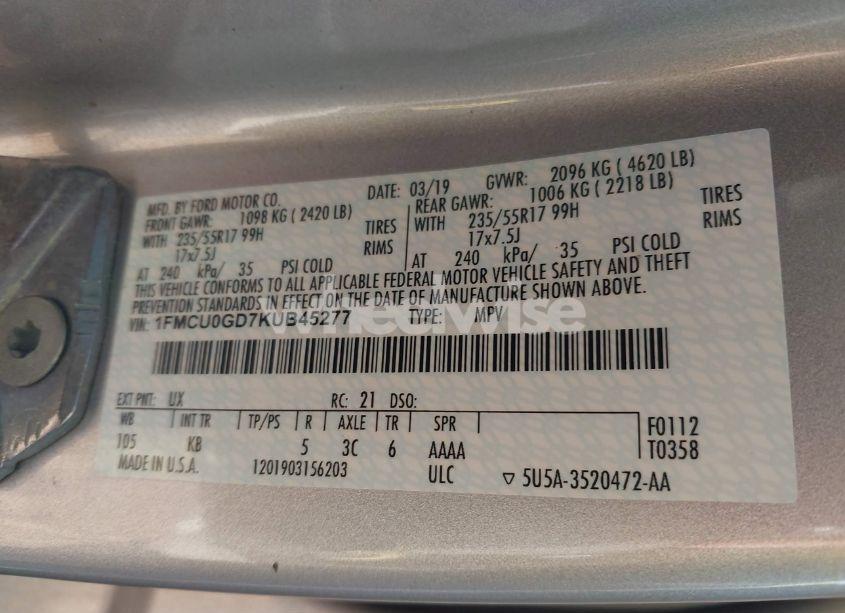 MFD. BY FORD MOTOR CO. DATE: 03/19 GVWR: 2096 KG ( 4620 LB)
FRONT GAWR: 1098 KG ( 2420 LB) REAR GAWR: 1006 KG ( 2218 LB)
WITH 235/55R17 99H TIRES WITH 235/55R17 99H TIRES
17x7.5J RIMS 17x7.5J RIMS
AT 240 kPa/ 35 PSI COLD AT 240 kPa/ 35 PSI COLD
THIS VEHICLE CONFORMS TO ALL APPLICABLE FEDERAL MOTOR VEHICLE SAFETY AND THEFT
PREVENTION STANDARDS IN EFFECT ON THE DATE OF MANUFACTURE SHOWN ABOVE.
VIN: 1FMCU0GD7KUB45277 TYPE: MPV
wheelwise
EXT PNT: UX RC: 21 DSO:
WB INT TR TP/PS R AXLE TR SPR F0112
105 KB 5 3C 6 AAAA T0358
MADE IN U.S.A. 1201903156203 ULC ▽ 5U5A-3520472-AA